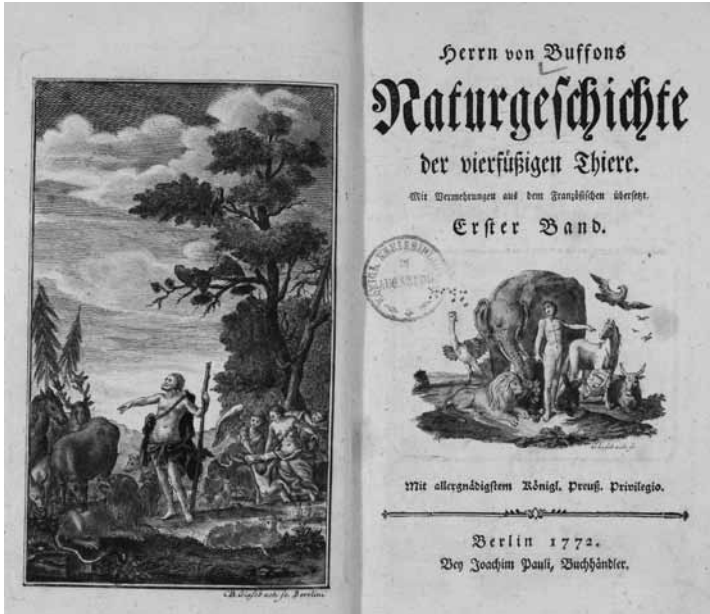 Herrn von Buffons
Naturgeschichte
der vierfüßigen Thiere.
Mit Vermehrungen aus dem Französischen übersetzt.
Erster Band.
Mit allergnädigstem Königl. Preuß. Privilegio.
Berlin 1772.
Bey Joachim Pauli, Buchhändler.